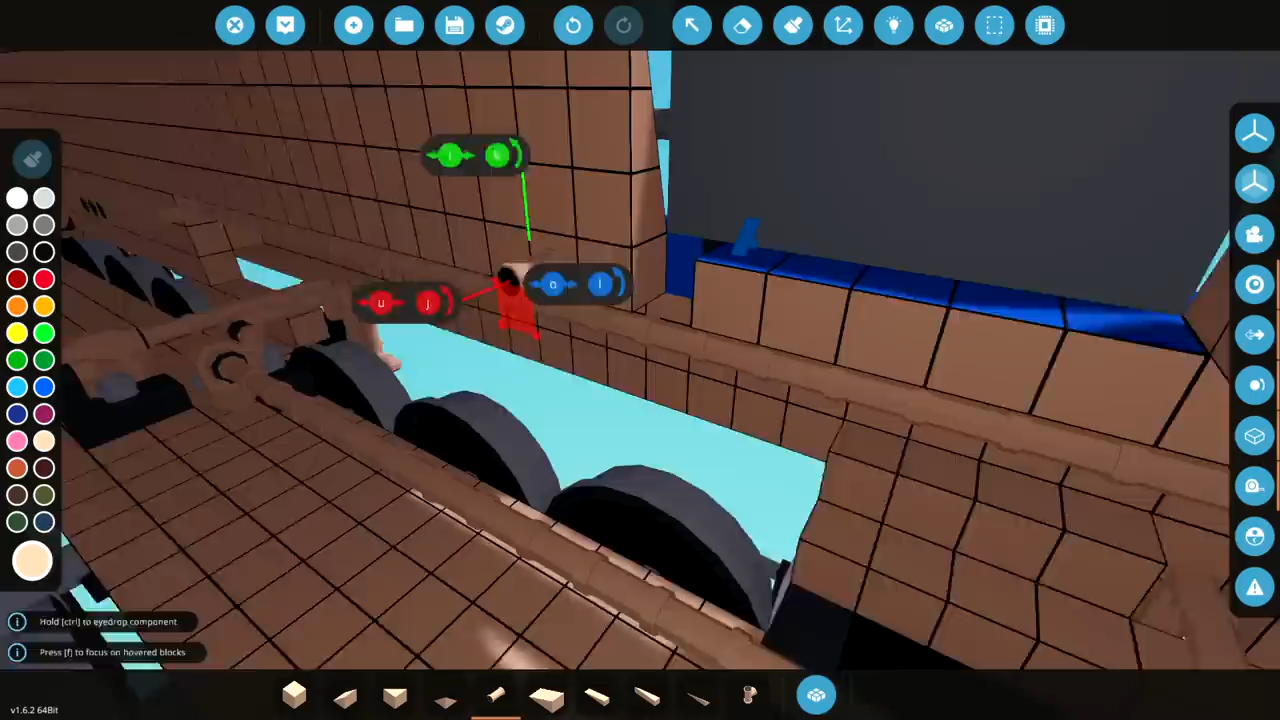 u
j
o
l
Hold [ctrl] to eyedrop component
Press [f] to focus on hovered blocks
v1.6.2 64Bit